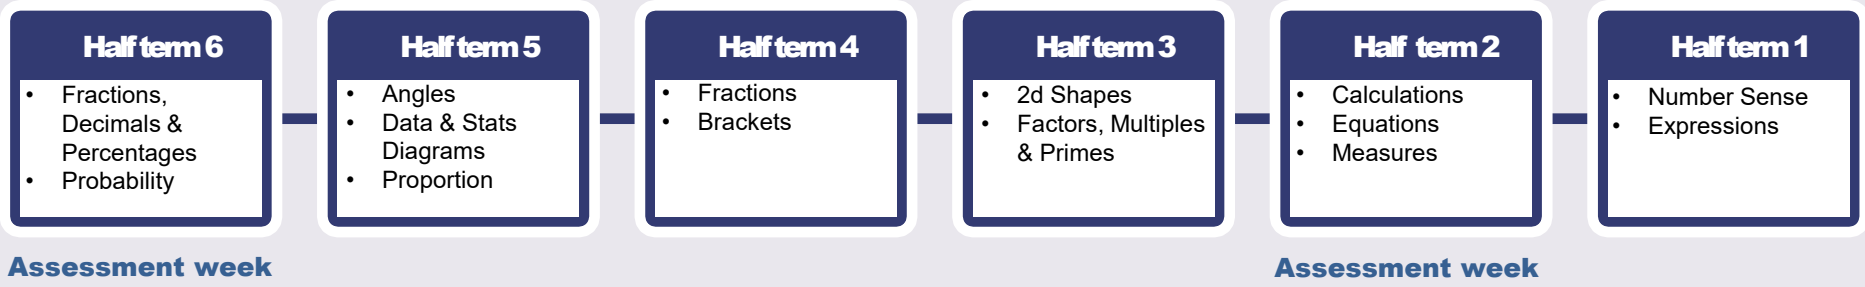 Half term 6
• Fractions,
Decimals &
Percentages
• Probability
Half term 5
• Angles
• Data & Stats
Diagrams
• Proportion
Half term 4
• Fractions
• Brackets
Half term 3
• 2d Shapes
• Factors, Multiples
& Primes
Half term 2
• Calculations
• Equations
• Measures
Half term 1
• Number Sense
• Expressions
Assessment week
Assessment week